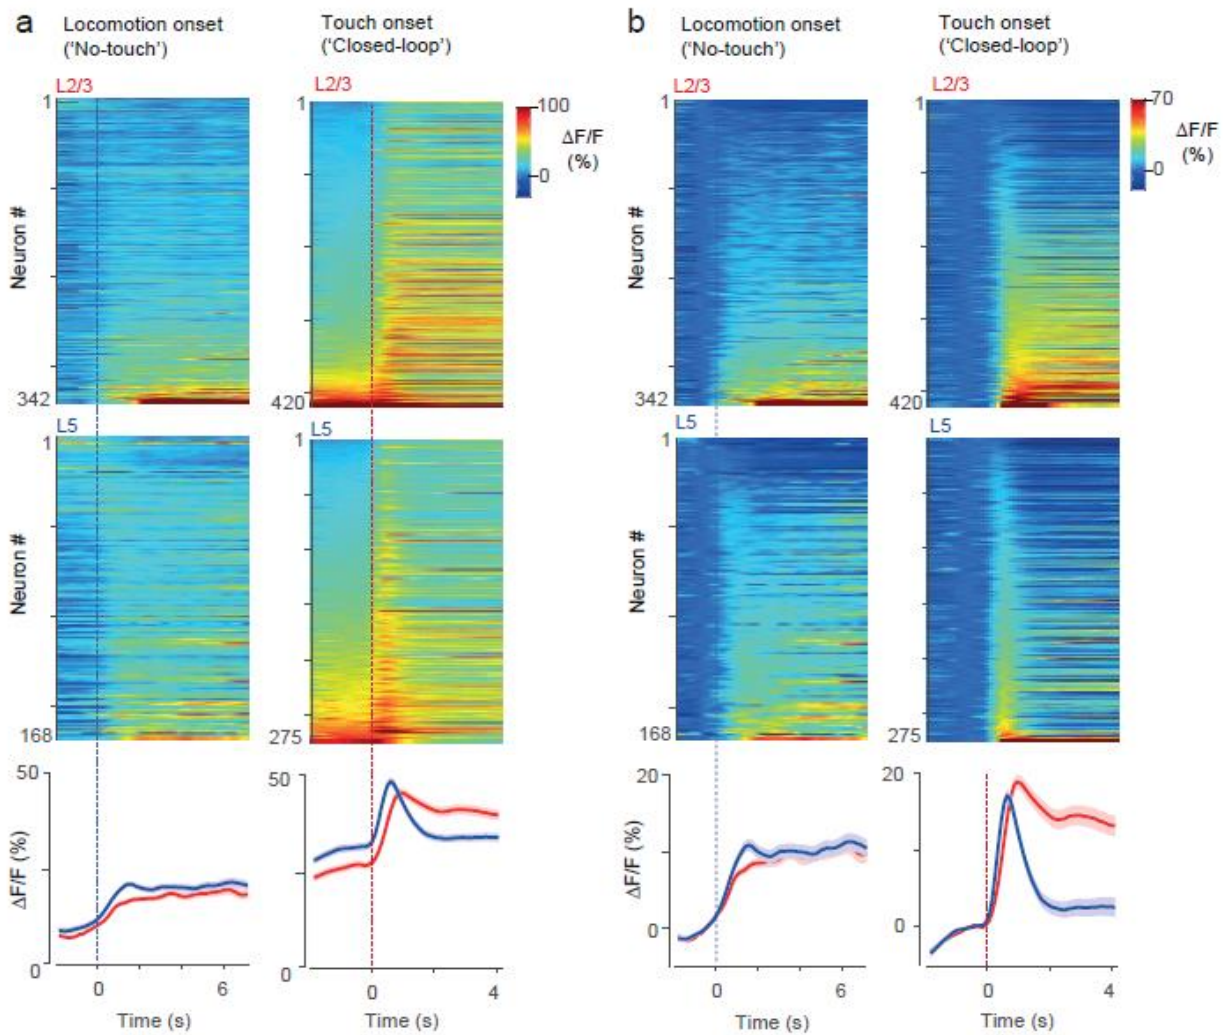 a
Locomotion onset
('No-touch')
Touch onset
('Closed-loop')
b
Locomotion onset
('No-touch')
Touch onset
('Closed-loop')
L2/3
L2/3
L2/3
L2/3
1
1
100
ΔF/F
(%)
0
1
1
70
ΔF/F
(%)
0
Neuron #
Neuron #
342
420
342
420
L5
L5
L5
L5
1
1
1
1
Neuron #
Neuron #
168
275
168
275
50
50
20
20
ΔF/F (%)
ΔF/F (%)
10
10
0
0
0
0
0
6
0
4
0
6
0
4
Time (s)
Time (s)
Time (s)
Time (s)